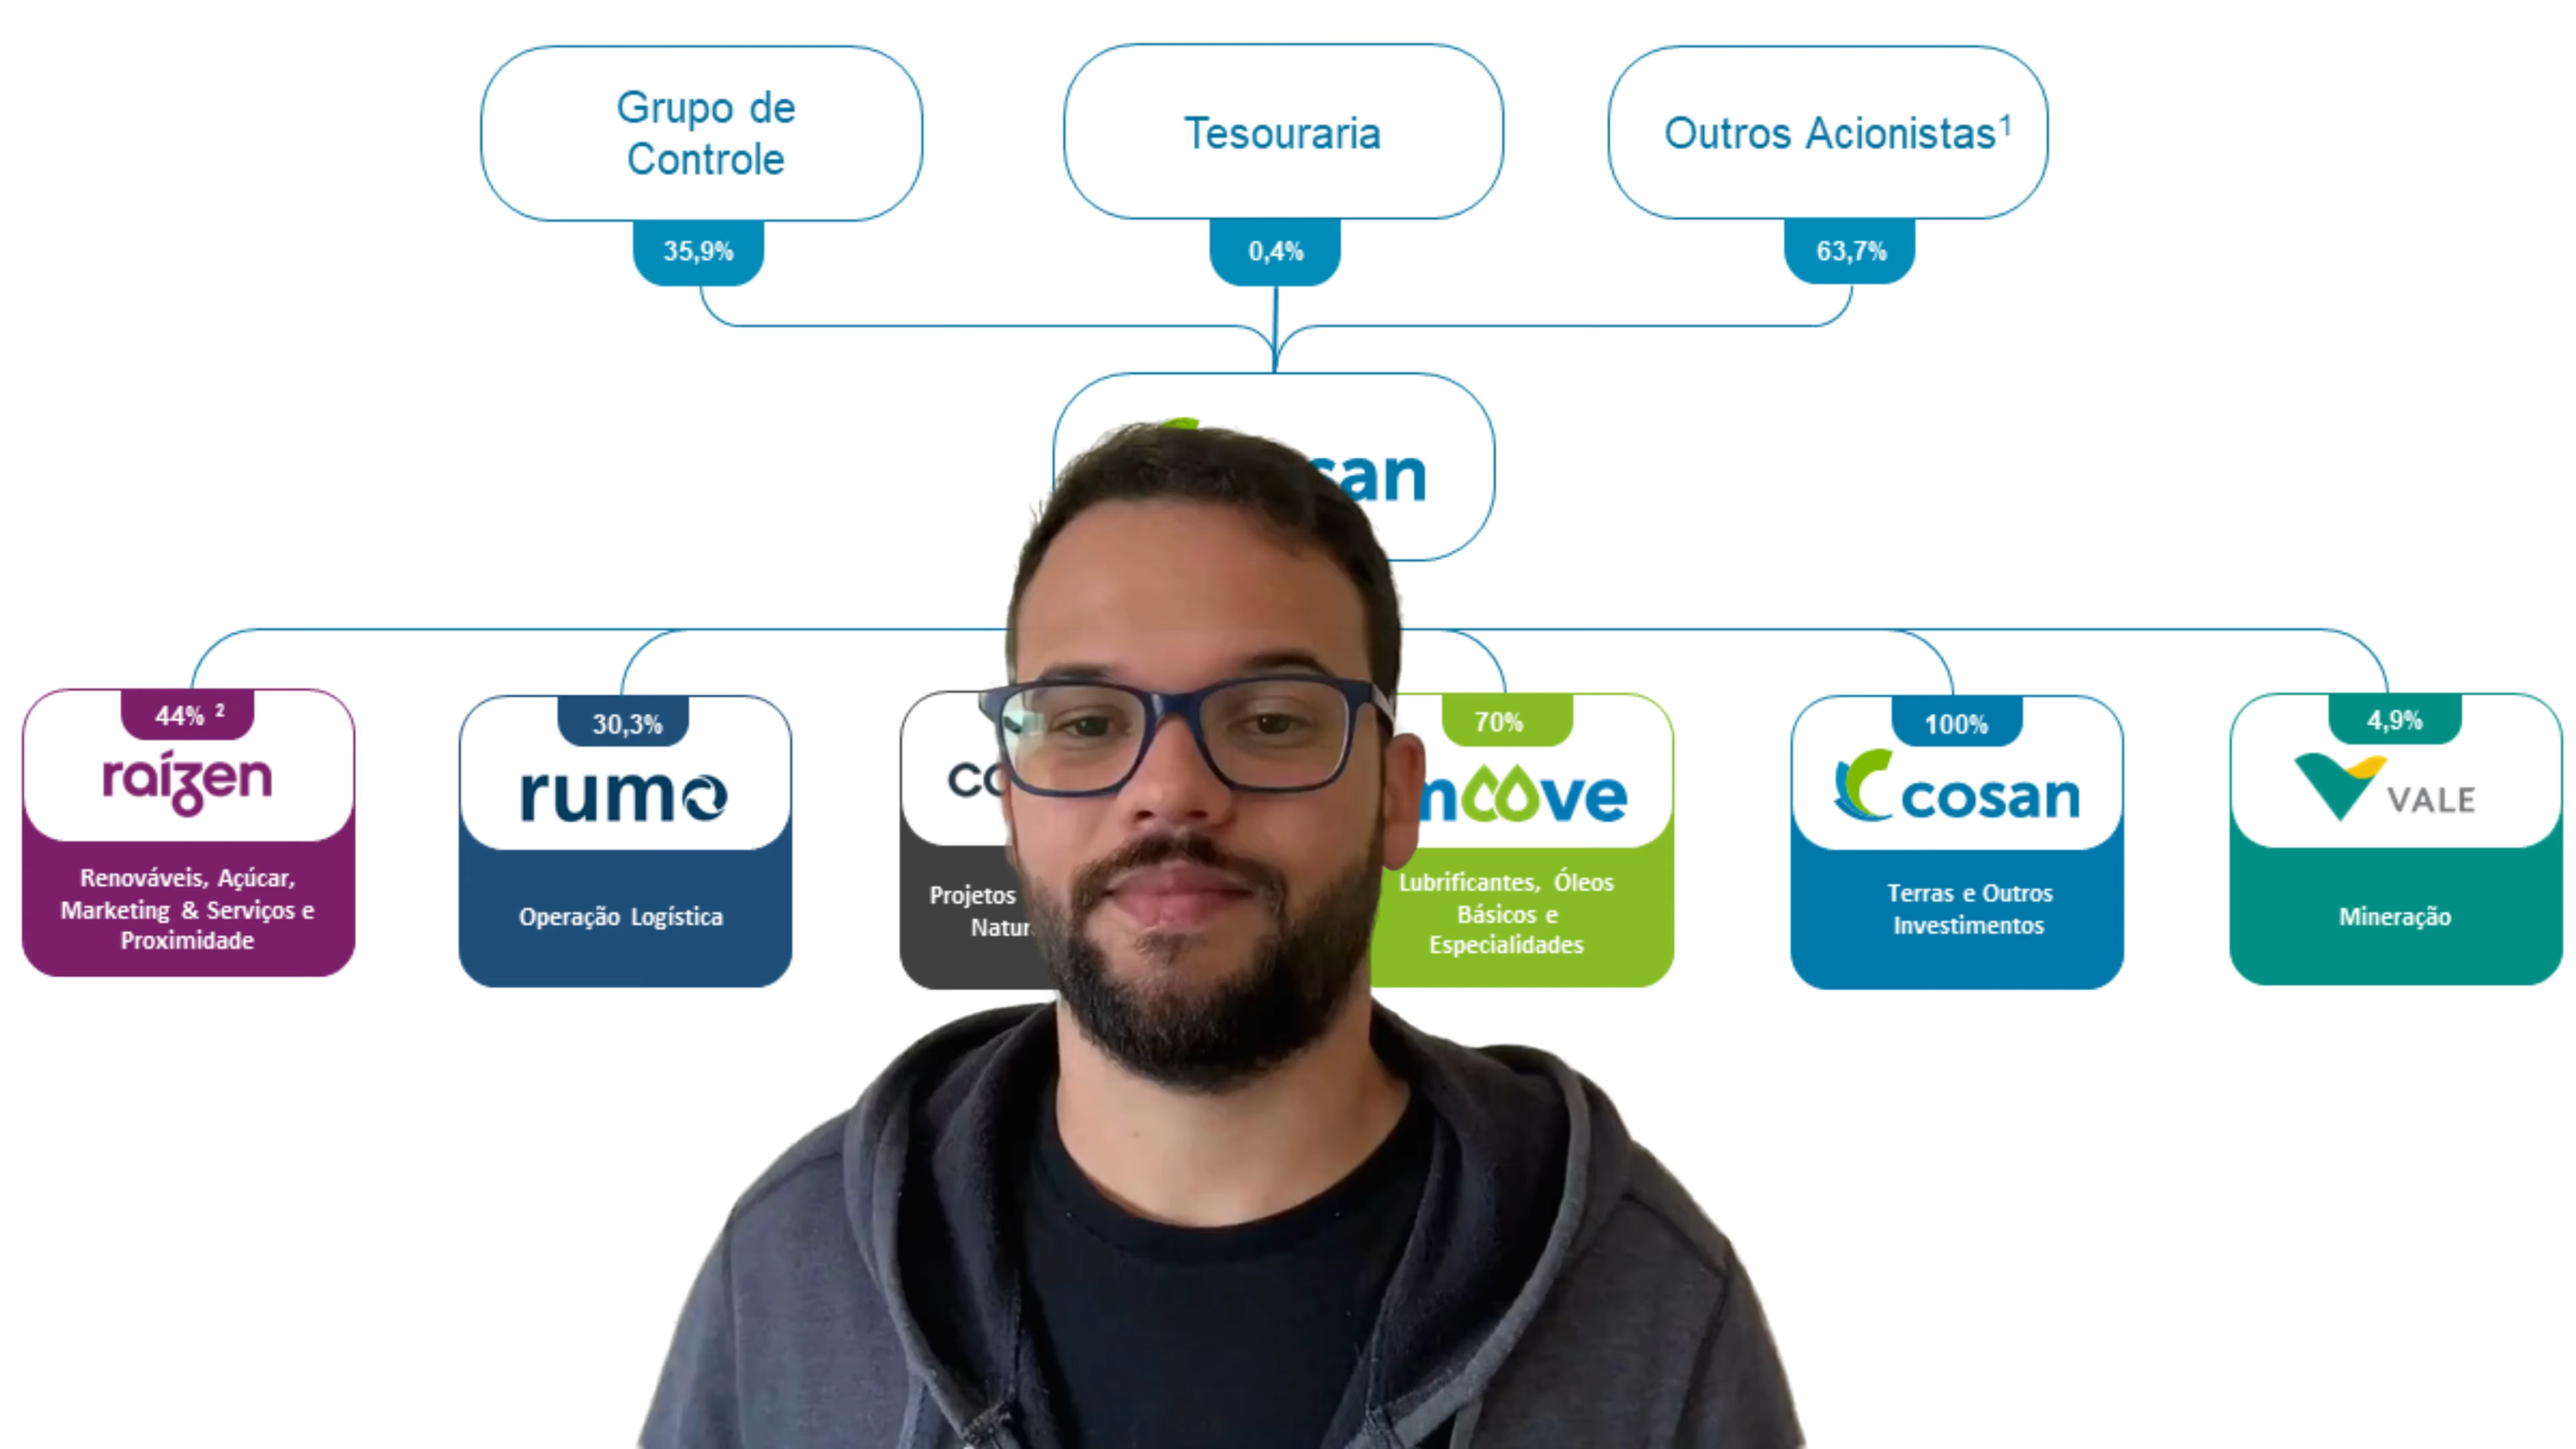 Grupo de
Controle
Tesouraria
Outros Acionistas¹
35,9%
0,4%
63,7%
san
44% ²
raízen
Renováveis, Açúcar,
Marketing & Serviços e
Proximidade
30,3%
rumo
Operação Logística
Projetos
70%
moove
Lubrificantes, Óleos
Básicos e
Especialidades
100%
cosan
Terras e Outros
Investimentos
4,9%
VALE
Mineração